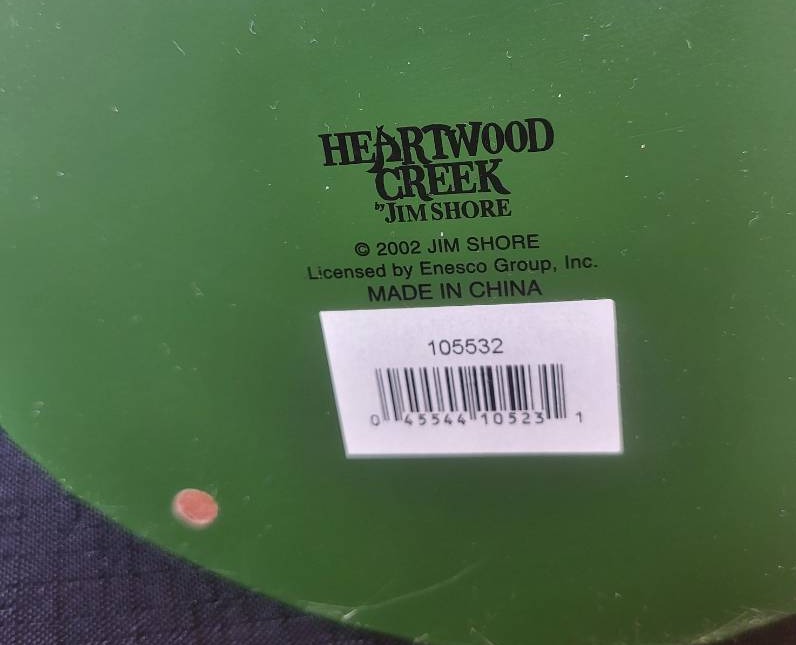 HEARTWOOD
CREEK
by JIM SHORE
© 2002 JIM SHORE
Licensed by Enesco Group, Inc.
MADE IN CHINA
105532
0 45544 10523 1